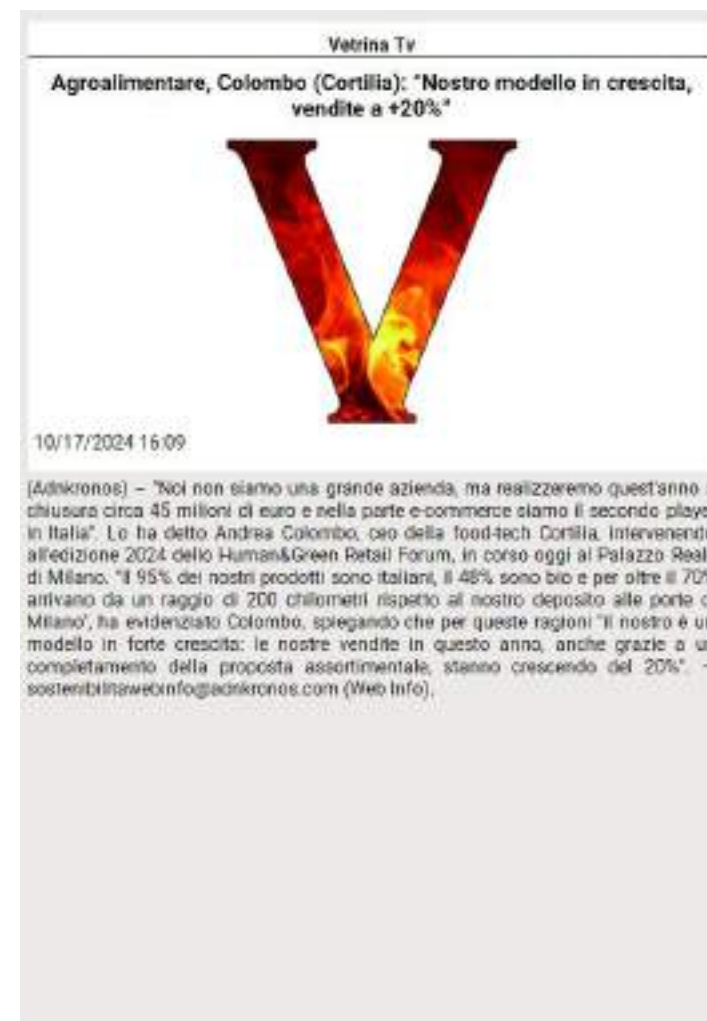 Vetrina Tv
Agroalimentare, Colombo (Cortilia): "Nostro modello in crescita,
vendite a +20%"
V
10/17/2024 16:09
(Adnkronos) – "Noi non siamo una grande azienda, ma realizzeremo quest'anno
chiusura circa 45 milioni di euro e nella parte e-commerce siamo il secondo playe
in Italia". Lo ha detto Andrea Colombo, ceo della food-tech Cortilia, intervenendo
all'edizione 2024 dello Human&Green Retail Forum, in corso oggi al Palazzo Real
di Milano. "Il 95% dei nostri prodotti sono italiani, il 48% sono bio e per oltre il 70%
arrivano da un raggio di 200 chilometri rispetto al nostro deposito alle porte d
Milano", ha evidenziato Colombo, spiegando che per queste ragioni "il nostro è un
modello in forte crescita: le nostre vendite in questo anno, anche grazie a un
completamento della proposta assortimentale, stanno crescendo del 20%". –
sostenibilitawebinfo@adnkronos.com (Web Info).